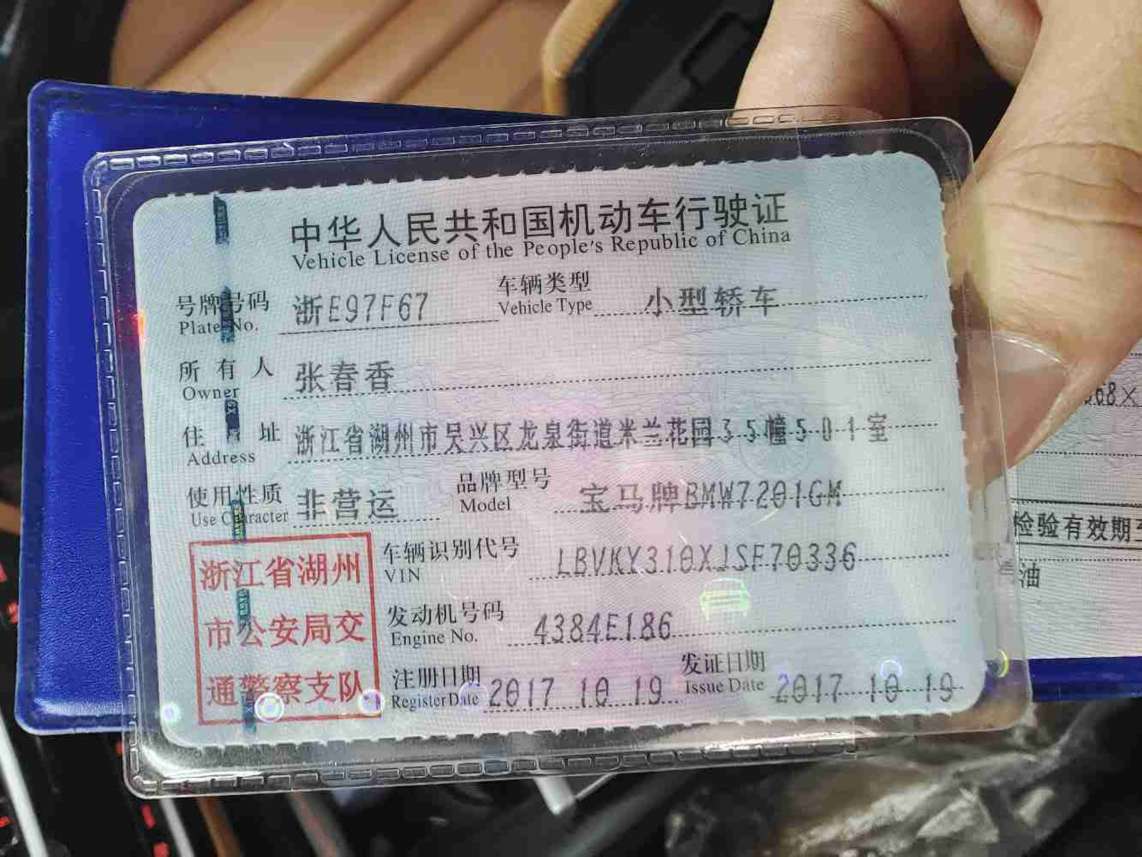 中华人民共和国机动车行驶证
Vehicle License of the People's Republic of China
号牌号码 浙E97F67 车辆类型 小型轿车
Plate No. Vehicle Type
所有人 张春香
Owner
住址 浙江省湖州市吴兴区龙泉街道米兰花园35幢501室
Address
使用性质 非营运 品牌型号 宝马牌BMW7201GM
Use Character Model
浙江省湖州
市公安局交
通警察支队
车辆识别代号 LBVKY310XJSF70336
VIN
发动机号码 4384E186
Engine No.
注册日期 2017 10 19 发证日期 2017 10 19
Register Date Issue Date
68×
检验有效期
油